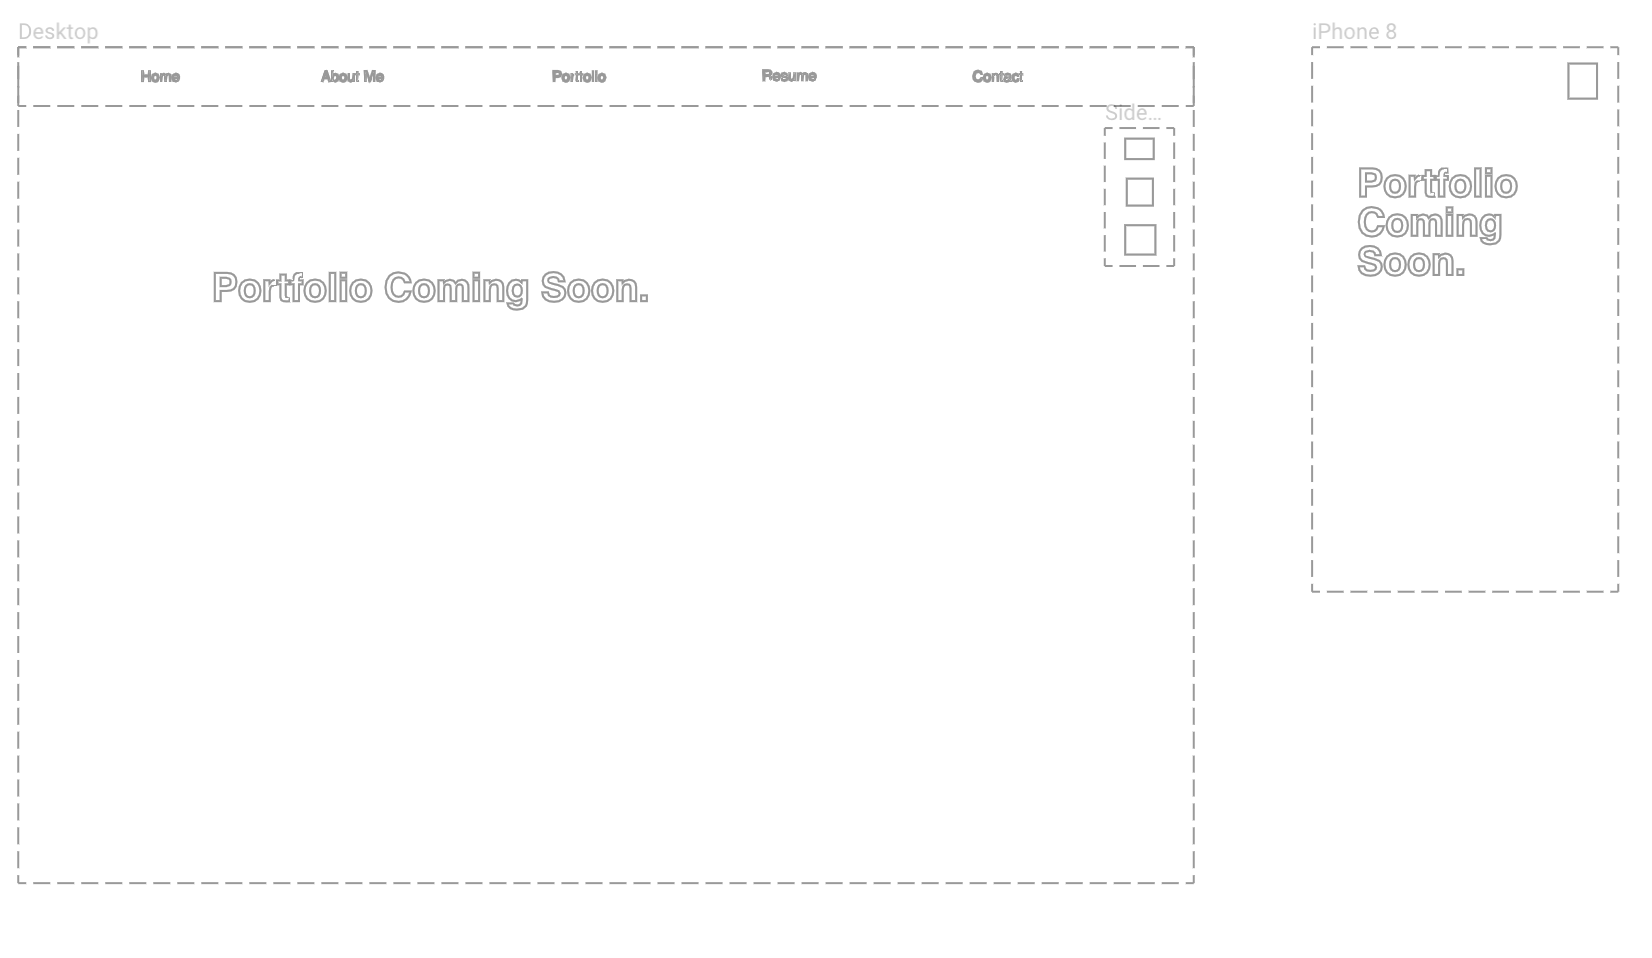 Desktop
iPhone 8
Home About Me Portfolio Resume Contact
Side...
Portfolio Coming Soon.
Portfolio
Coming
Soon.